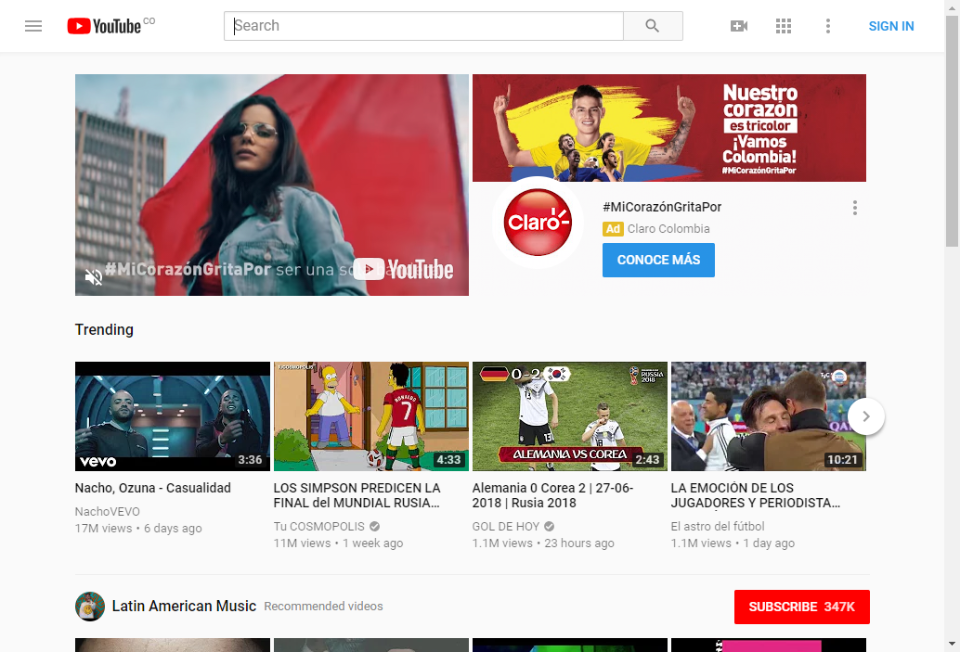 YouTube CO
Search
SIGN IN
#MiCorazónGritaPor ser una so
YouTube
Nuestro
corazón
es tricolor
¡Vamos
Colombia!
#MiCorazónGritaPor
Claro
#MiCorazónGritaPor
Ad Claro Colombia
CONOCE MÁS
Trending
vevo
3:36
RONALDO
7
4:33
0 2
RUSSIA
2018
13
ALEMANIA VS COREA
2:43
10:21
Nacho, Ozuna - Casualidad
NachoVEVO
17M views • 6 days ago
LOS SIMPSON PREDICEN LA
FINAL del MUNDIAL RUSIA...
Tu COSMOPOLIS
11M views • 1 week ago
Alemania 0 Corea 2 | 27-06-
2018 | Rusia 2018
GOL DE HOY
1.1M views • 23 hours ago
LA EMOCIÓN DE LOS
JUGADORES Y PERIODISTA...
El astro del fútbol
1.1M views • 1 day ago
Latin American Music Recommended videos
SUBSCRIBE 347K